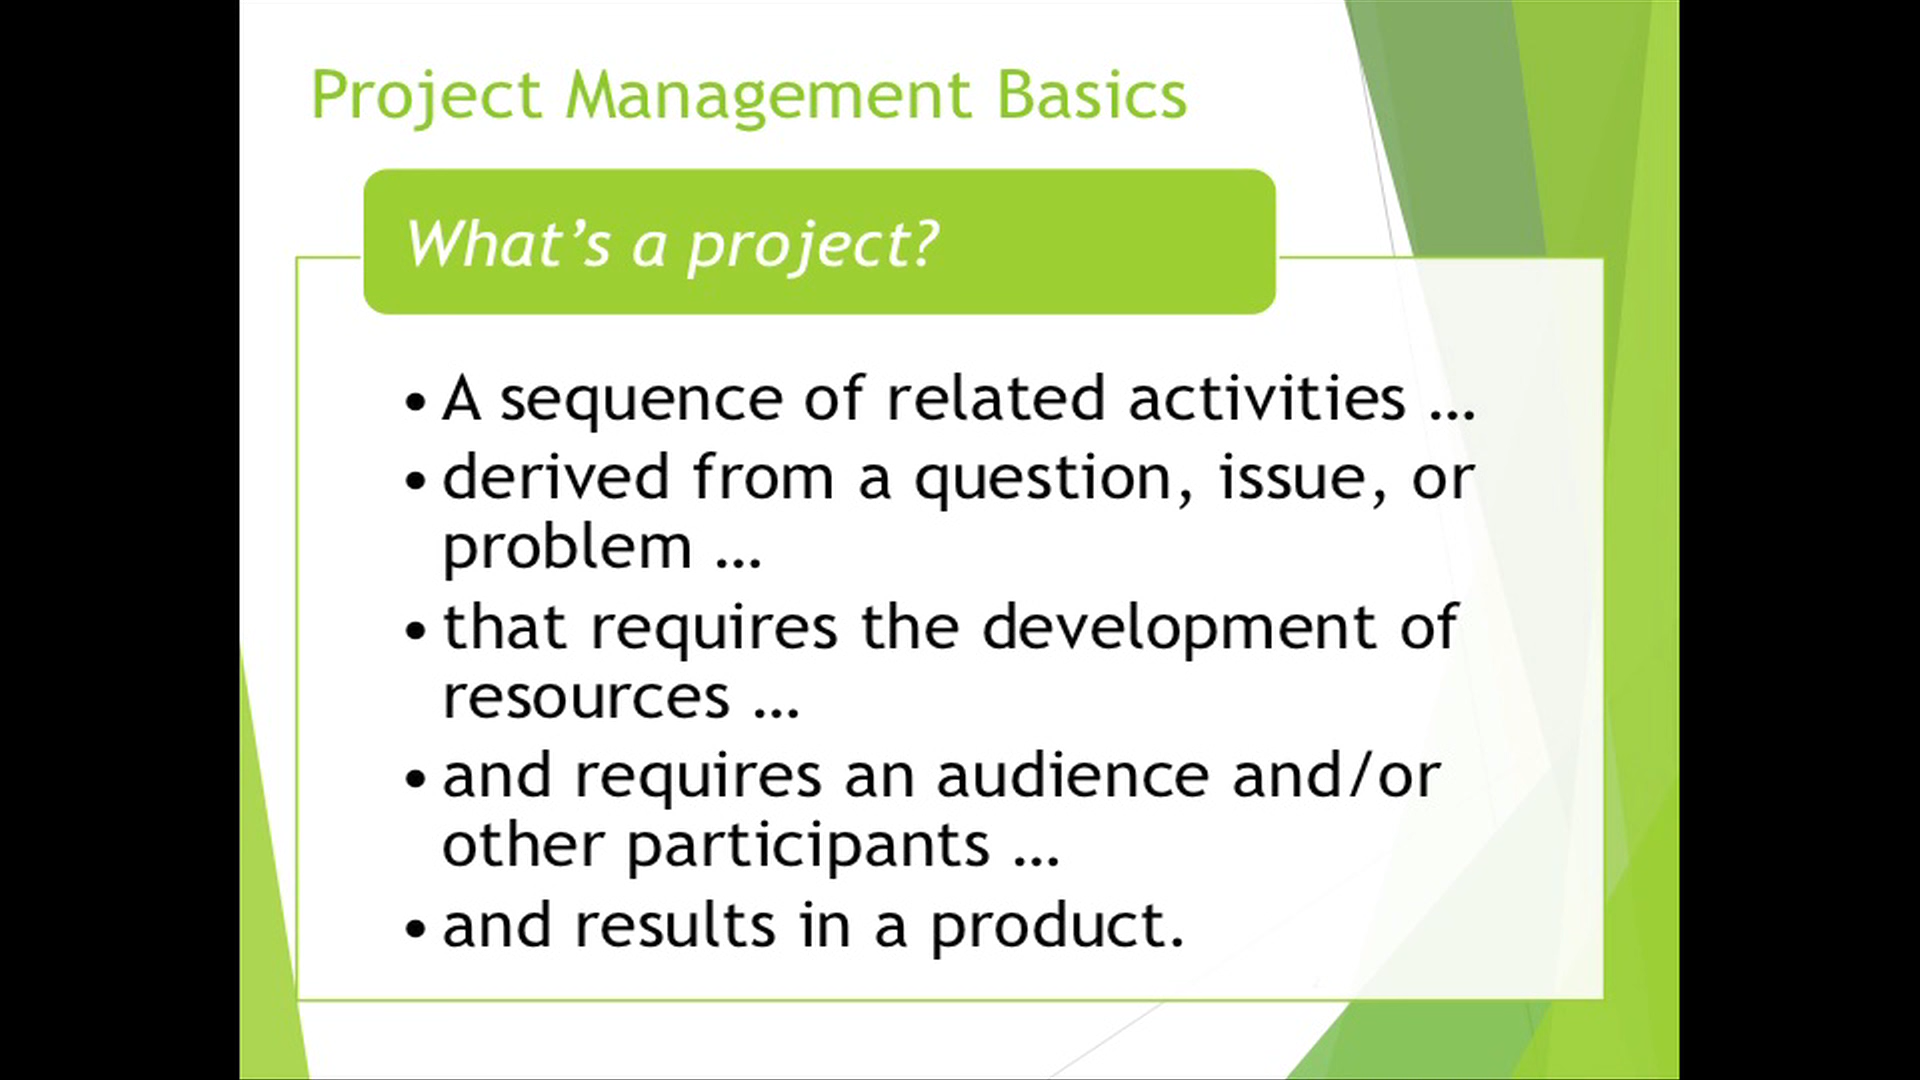 Project Management Basics
What’s a project?
• A sequence of related activities …
• derived from a question, issue, or
problem …
• that requires the development of
resources …
• and requires an audience and/or
other participants …
• and results in a product.